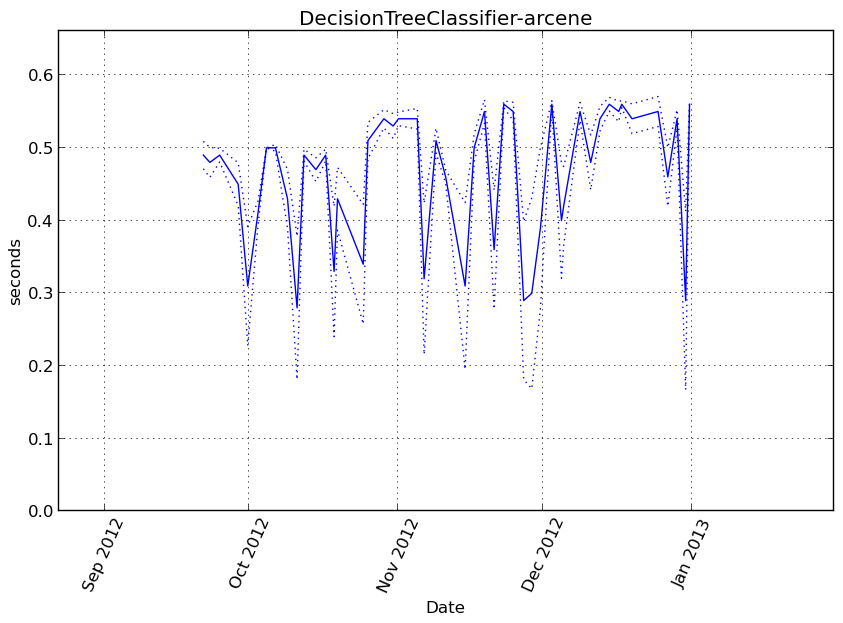 DecisionTreeClassifier-arcene
0.6
0.5
0.4
0.3
0.2
0.1
0.0
seconds
Sep 2012
Oct 2012
Nov 2012
Dec 2012
Jan 2013
Date